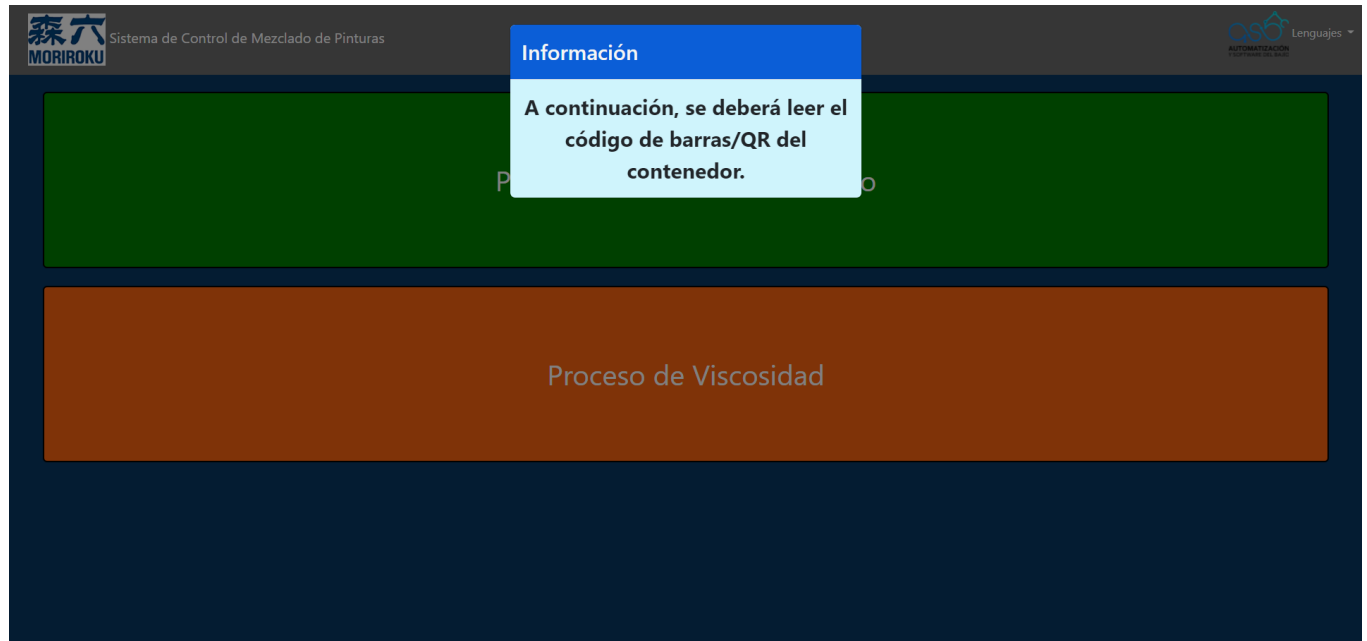 森六
MORIROKU
Sistema de Control de Mezclado de Pinturas
Lenguajes
AUTOMATIZACIÓN
Información
A continuación, se deberá leer el
código de barras/QR del
contenedor.
P
o
Proceso de Viscosidad